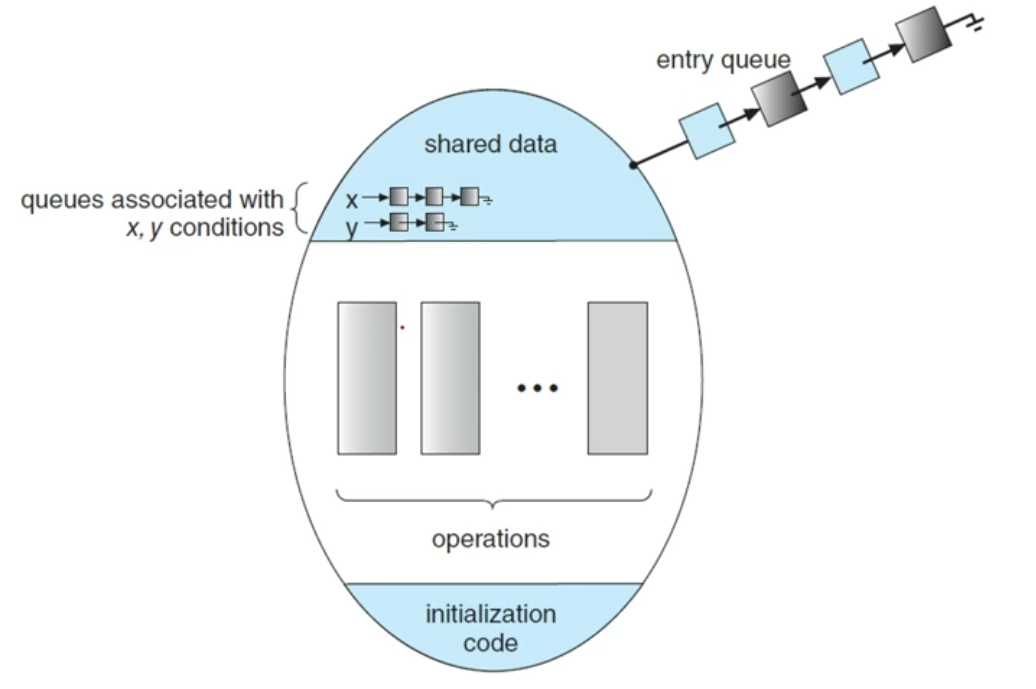 entry queue
shared data
queues associated with
x, y conditions
x
y
operations
initialization
code